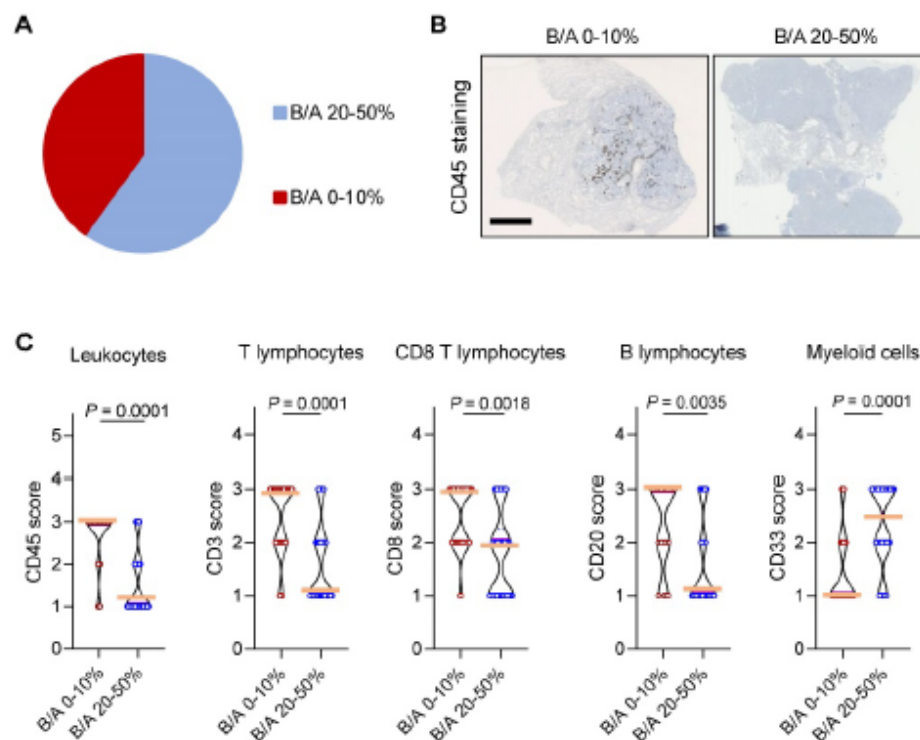 A
B/A 20-50%
B/A 0-10%
B
B/A 0-10%
B/A 20-50%
CD45 staining
C
Leukocytes
P = 0.0001
CD45 score
5
4
3
2
1
0
B/A 0-10%
B/A 20-50%
T lymphocytes
P = 0.0001
CD3 score
4
3
2
1
0
B/A 0-10%
B/A 20-50%
CD8 T lymphocytes
P = 0.0018
CD8 score
4
3
2
1
0
B/A 0-10%
B/A 20-50%
B lymphocytes
P = 0.0035
CD20 score
4
3
2
1
0
B/A 0-10%
B/A 20-50%
Myeloïd cells
P = 0.0001
CD33 score
4
3
2
1
0
B/A 0-10%
B/A 20-50%